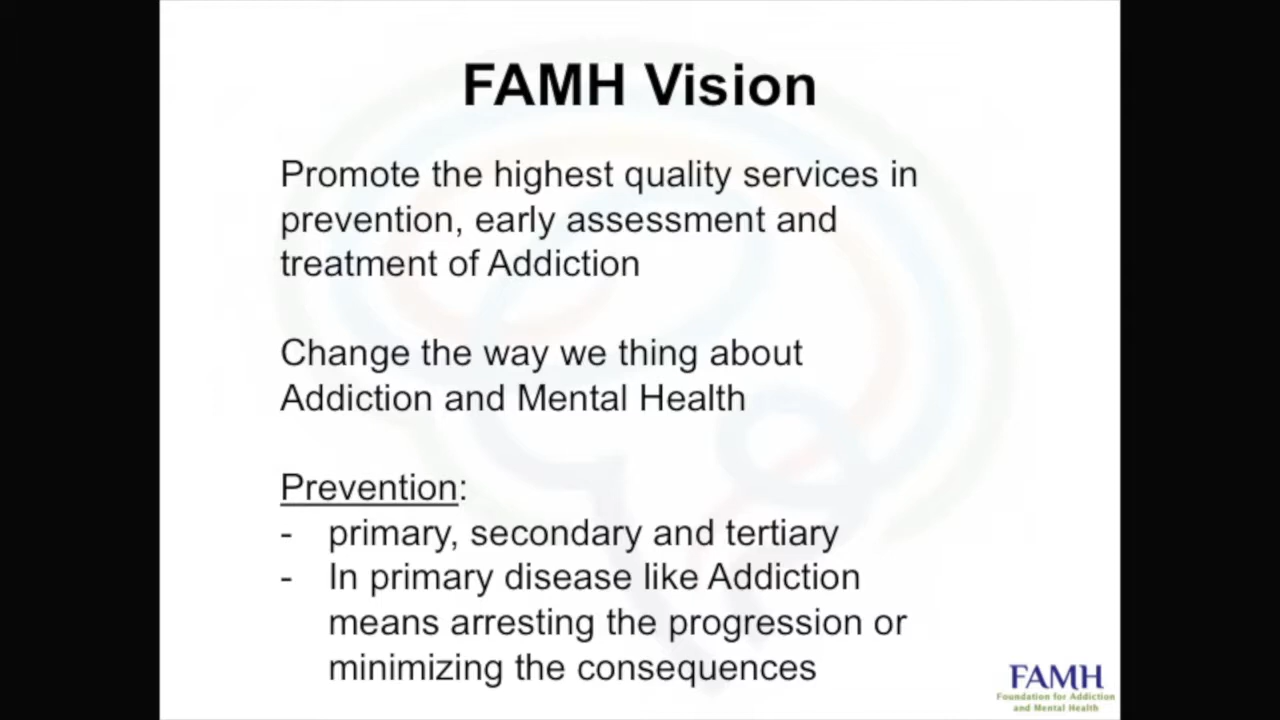 FAMH Vision
Promote the highest quality services in
prevention, early assessment and
treatment of Addiction
Change the way we thing about
Addiction and Mental Health
Prevention:
- primary, secondary and tertiary
- In primary disease like Addiction
means arresting the progression or
minimizing the consequences
FAMH
Foundation for Addiction
and Mental Health